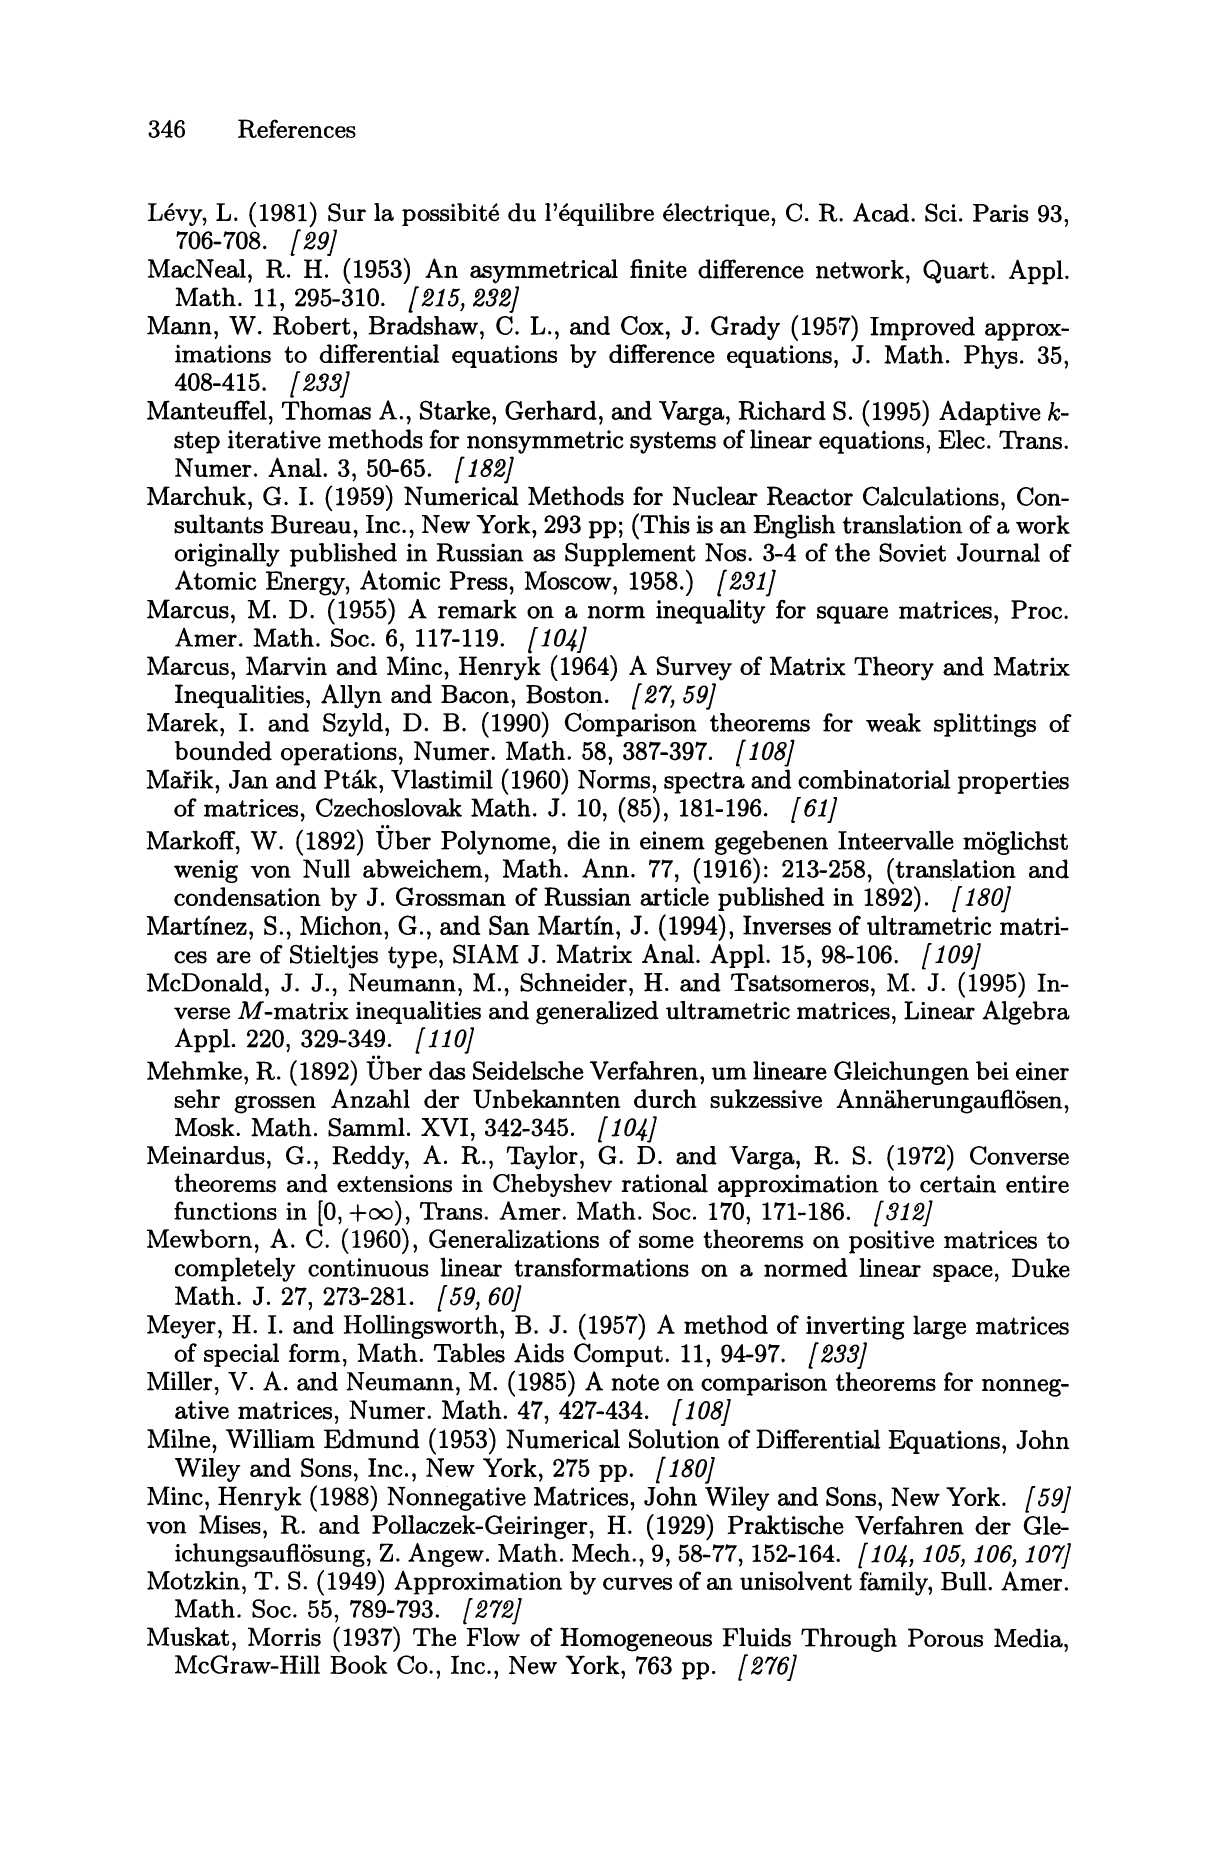 346 References
Lévy, L. (1981) Sur la possibité du l'équilibre électrique, C. R. Acad. Sci. Paris 93,
706-708. [29]
MacNeal, R. H. (1953) An asymmetrical finite difference network, Quart. Appl.
Math. 11, 295-310. [215, 232]
Mann, W. Robert, Bradshaw, C. L., and Cox, J. Grady (1957) Improved approx-
imations to differential equations by difference equations, J. Math. Phys. 35,
408-415. [233]
Manteuffel, Thomas A., Starke, Gerhard, and Varga, Richard S. (1995) Adaptive k-
step iterative methods for nonsymmetric systems of linear equations, Elec. Trans.
Numer. Anal. 3, 50-65. [182]
Marchuk, G. I. (1959) Numerical Methods for Nuclear Reactor Calculations, Con-
sultants Bureau, Inc., New York, 293 pp; (This is an English translation of a work
originally published in Russian as Supplement Nos. 3-4 of the Soviet Journal of
Atomic Energy, Atomic Press, Moscow, 1958.) [231]
Marcus, M. D. (1955) A remark on a norm inequality for square matrices, Proc.
Amer. Math. Soc. 6, 117-119. [104]
Marcus, Marvin and Minc, Henryk (1964) A Survey of Matrix Theory and Matrix
Inequalities, Allyn and Bacon, Boston. [27, 59]
Marek, I. and Szyld, D. B. (1990) Comparison theorems for weak splittings of
bounded operations, Numer. Math. 58, 387-397. [108]
Mařik, Jan and Pták, Vlastimil (1960) Norms, spectra and combinatorial properties
of matrices, Czechoslovak Math. J. 10, (85), 181-196. [61]
Markoff, W. (1892) Über Polynome, die in einem gegebenen Inteervalle möglichst
wenig von Null abweichem, Math. Ann. 77, (1916): 213-258, (translation and
condensation by J. Grossman of Russian article published in 1892). [180]
Martínez, S., Michon, G., and San Martín, J. (1994), Inverses of ultrametric matri-
ces are of Stieltjes type, SIAM J. Matrix Anal. Appl. 15, 98-106. [109]
McDonald, J. J., Neumann, M., Schneider, H. and Tsatsomeros, M. J. (1995) In-
verse M-matrix inequalities and generalized ultrametric matrices, Linear Algebra
Appl. 220, 329-349. [110]
Mehmke, R. (1892) Über das Seidelsche Verfahren, um lineare Gleichungen bei einer
sehr grossen Anzahl der Unbekannten durch sukzessive Annäherungauflösen,
Mosk. Math. Samml. XVI, 342-345. [104]
Meinardus, G., Reddy, A. R., Taylor, G. D. and Varga, R. S. (1972) Converse
theorems and extensions in Chebyshev rational approximation to certain entire
functions in [0, +∞), Trans. Amer. Math. Soc. 170, 171-186. [312]
Mewborn, A. C. (1960), Generalizations of some theorems on positive matrices to
completely continuous linear transformations on a normed linear space, Duke
Math. J. 27, 273-281. [59, 60]
Meyer, H. I. and Hollingsworth, B. J. (1957) A method of inverting large matrices
of special form, Math. Tables Aids Comput. 11, 94-97. [233]
Miller, V. A. and Neumann, M. (1985) A note on comparison theorems for nonneg-
ative matrices, Numer. Math. 47, 427-434. [108]
Milne, William Edmund (1953) Numerical Solution of Differential Equations, John
Wiley and Sons, Inc., New York, 275 pp. [180]
Minc, Henryk (1988) Nonnegative Matrices, John Wiley and Sons, New York. [59]
von Mises, R. and Pollaczek-Geiringer, H. (1929) Praktische Verfahren der Gle-
ichungsauflösung, Z. Angew. Math. Mech., 9, 58-77, 152-164. [104, 105, 106, 107]
Motzkin, T. S. (1949) Approximation by curves of an unisolvent family, Bull. Amer.
Math. Soc. 55, 789-793. [272]
Muskat, Morris (1937) The Flow of Homogeneous Fluids Through Porous Media,
McGraw-Hill Book Co., Inc., New York, 763 pp. [276]